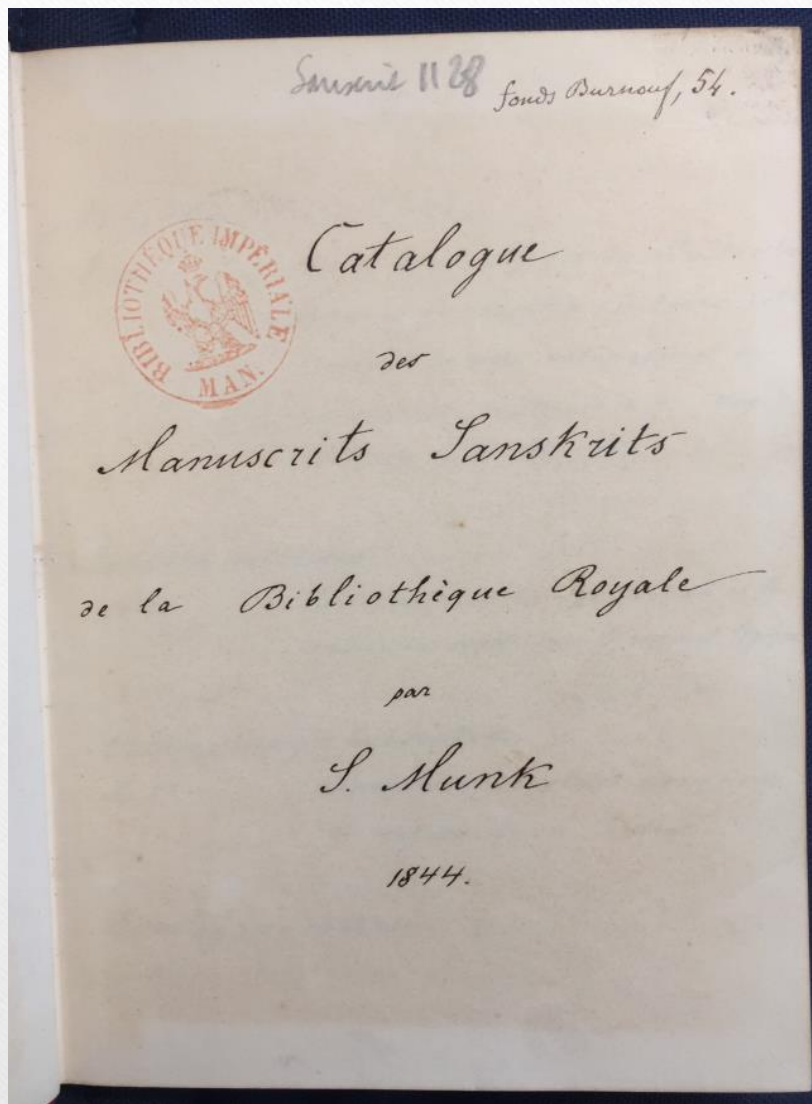 Sanscrit 1128
fonds Burnouf, 54.
BIBLIOTHÈQUE IMPÉRIALE
MAN.
Catalogue
des
Manuscrits Sanskrits
de la Bibliothèque Royale
par
S. Munk
1844.